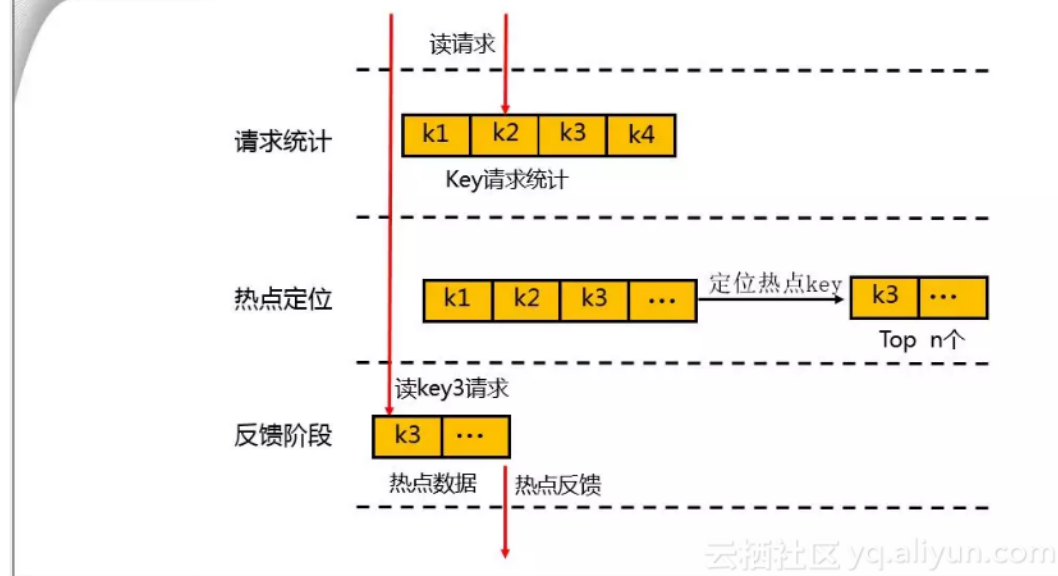 读请求
请求统计
k1 k2 k3 k4
Key请求统计
热点定位
k1 k2 k3 ...
定位热点key
k3 ...
Top n个
读key3请求
反馈阶段
k3 ...
热点数据
热点反馈
云栖社区 yq.aliyun.com